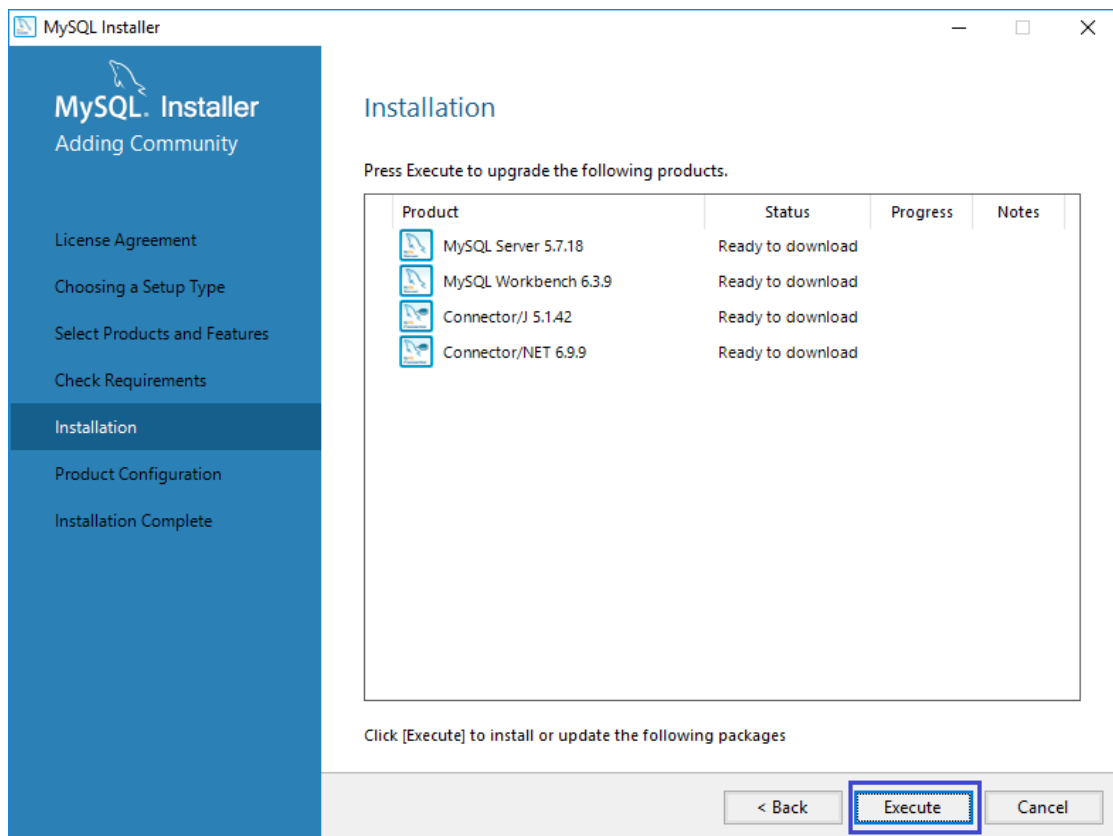 MySQL Installer
MySQL. Installer
Adding Community
License Agreement
Choosing a Setup Type
Select Products and Features
Check Requirements
Installation
Product Configuration
Installation Complete
Installation
Press Execute to upgrade the following products.
Product Status Progress Notes
MySQL Server 5.7.18 Ready to download
MySQL Workbench 6.3.9 Ready to download
Connector/J 5.1.42 Ready to download
Connector/NET 6.9.9 Ready to download
Click [Execute] to install or update the following packages
< Back Execute Cancel